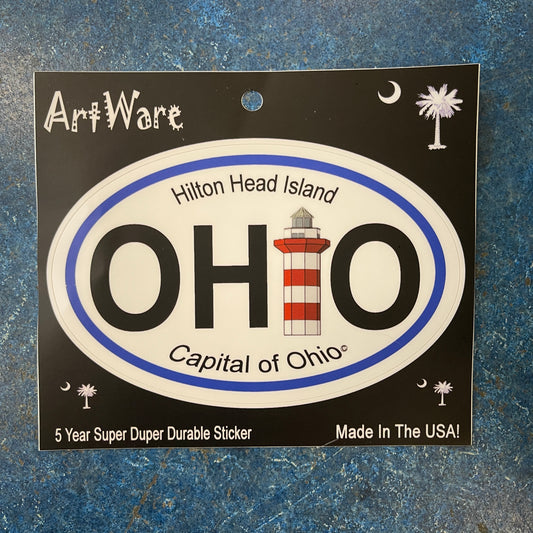 ArtWare
Hilton Head Island
OHIO
Capital of Ohio©
5 Year Super Duper Durable Sticker
Made In The USA!